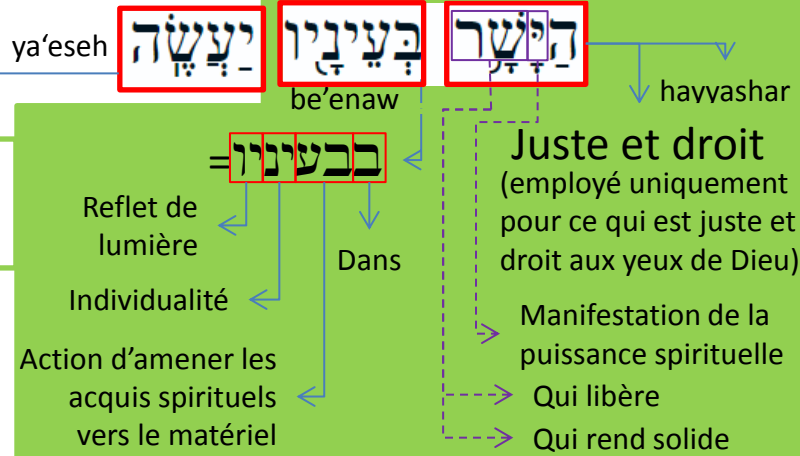 הַיָּשָׁ֥ר בְּעֵינָ֖יו יַעֲשֶֽׂה
ya‘eseh
be’enaw
hayyashar
=בבעיניו
Juste et droit
(employé uniquement
pour ce qui est juste et
droit aux yeux de Dieu)
Reflet de
lumière
Dans
Individualité
Action d’amener les
acquis spirituels
vers le matériel
Manifestation de la
puissance spirituelle
Qui libère
Qui rend solide